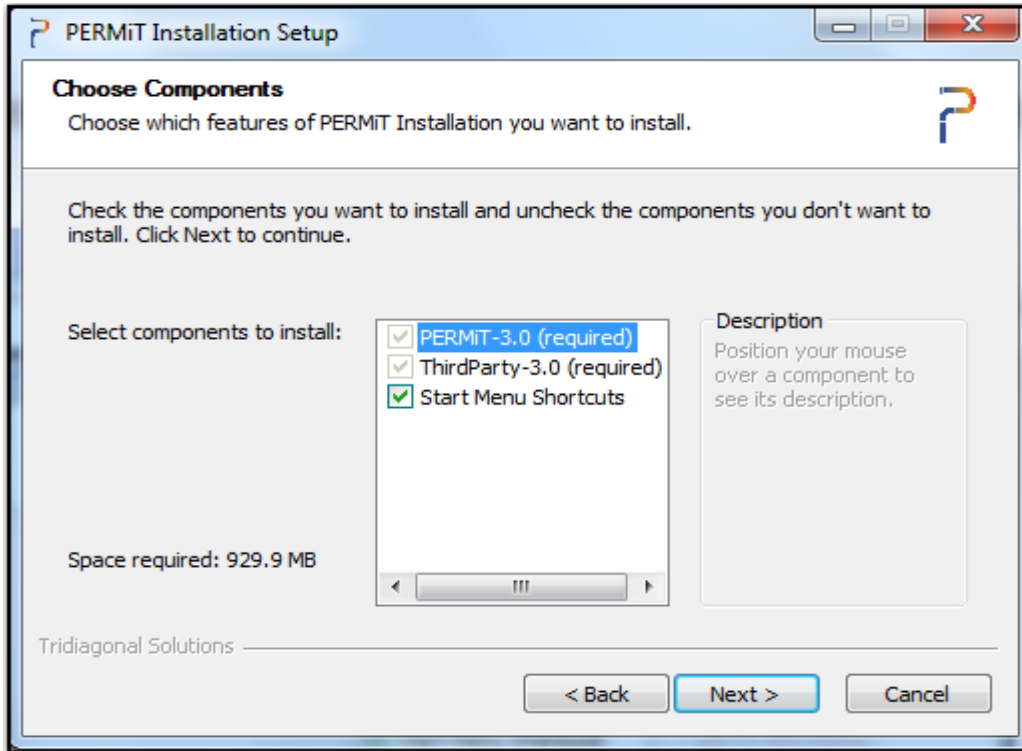 PERMiT Installation Setup
Choose Components
Choose which features of PERMiT Installation you want to install.
Check the components you want to install and uncheck the components you don't want to
install. Click Next to continue.
Select components to install:
PERMiT-3.0 (required)
ThirdParty-3.0 (required)
Start Menu Shortcuts
Description
Position your mouse
over a component to
see its description.
Space required: 929.9 MB
Tridiagonal Solutions
< Back
Next >
Cancel